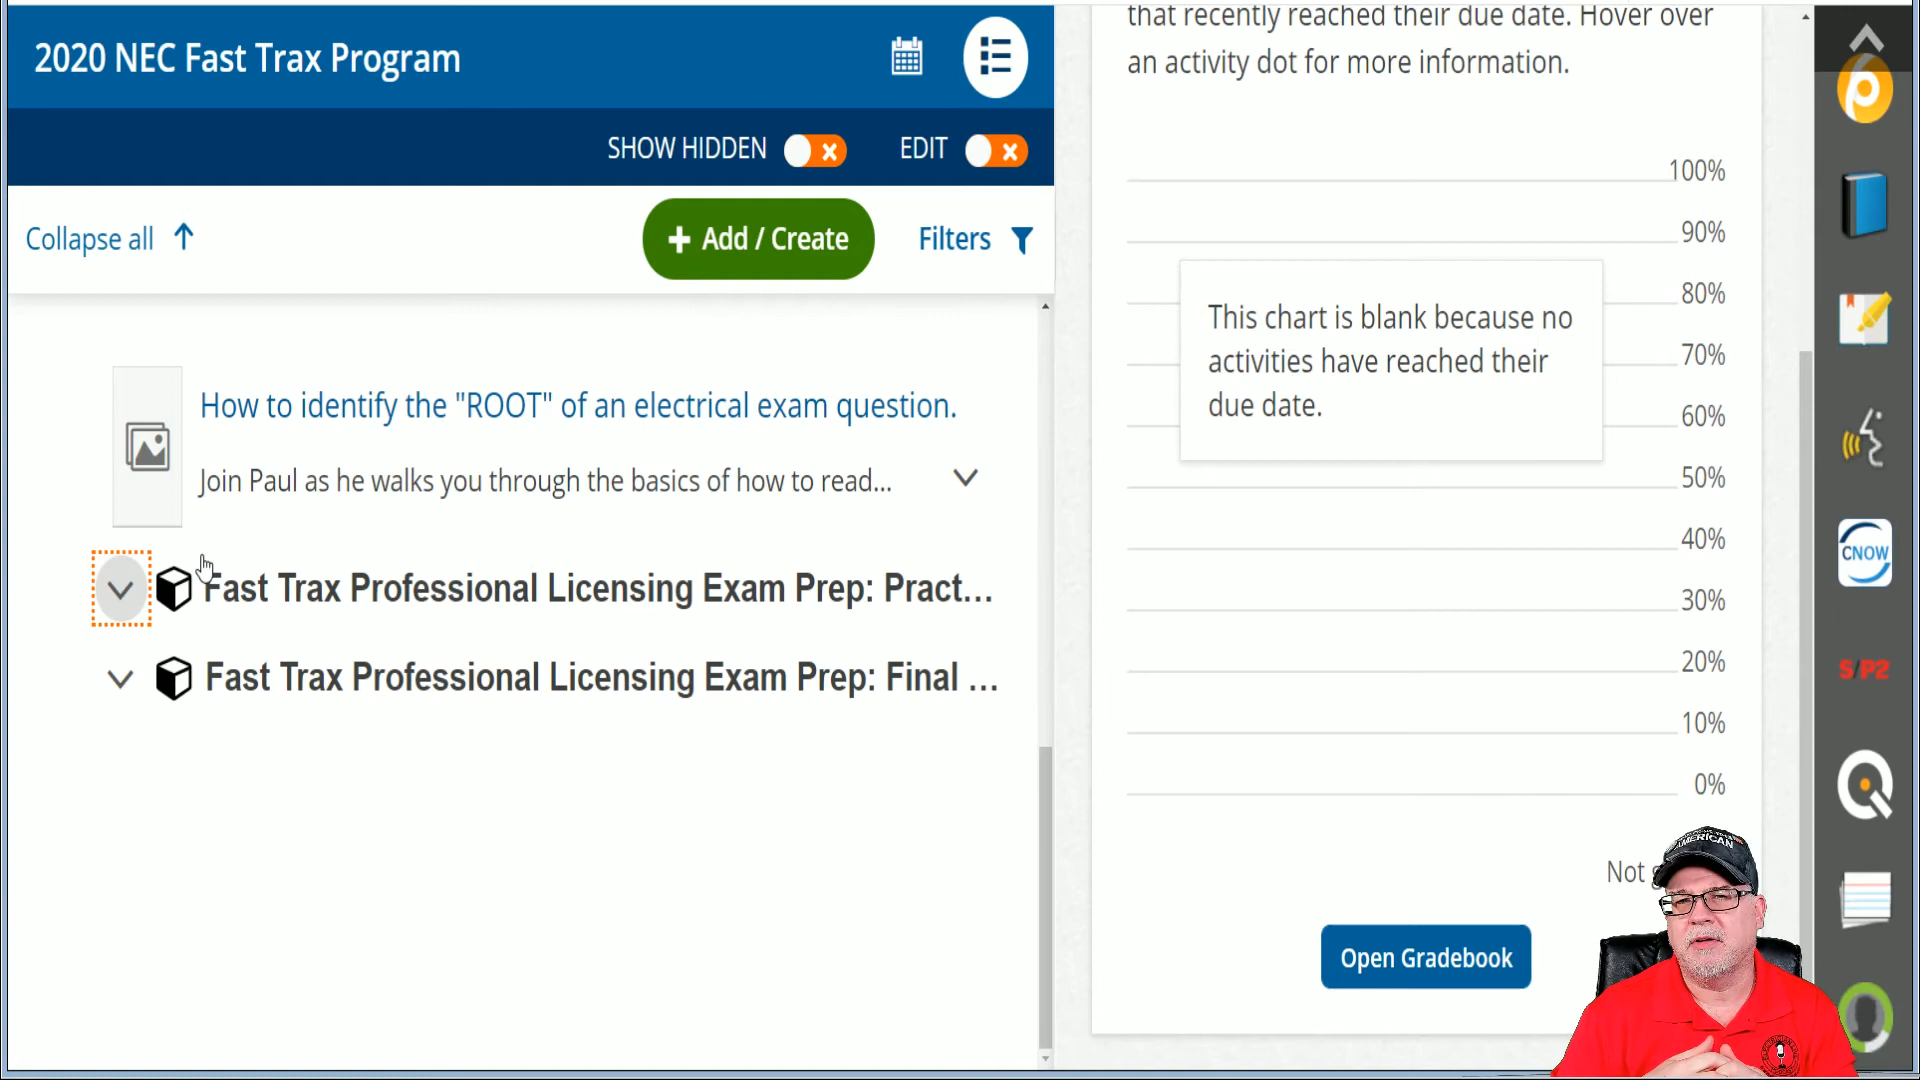 2020 NEC Fast Trax Program
SHOW HIDDEN
EDIT
Collapse all
+ Add / Create
Filters
How to identify the "ROOT" of an electrical exam question.
Join Paul as he walks you through the basics of how to read...
Fast Trax Professional Licensing Exam Prep: Pract...
Fast Trax Professional Licensing Exam Prep: Final ...
that recently reached their due date. Hover over
an activity dot for more information.
100%
90%
80%
70%
60%
50%
40%
30%
20%
10%
0%
This chart is blank because no
activities have reached their
due date.
Not
Open Gradebook
CNOW
S/P2
AMERICAN